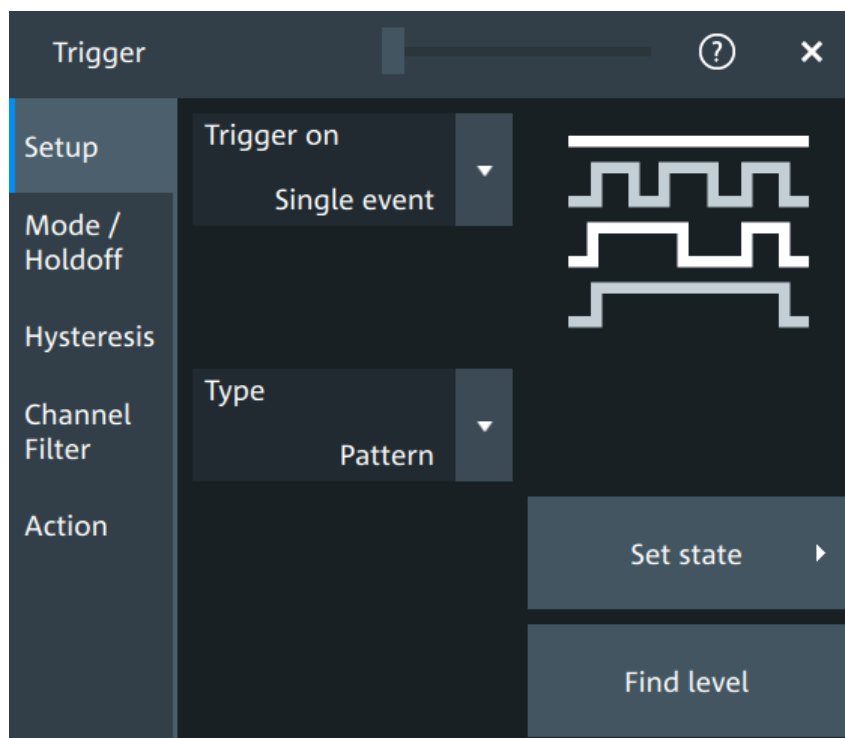 Trigger
?
Setup
Mode /
Holdoff
Hysteresis
Channel
Filter
Action
Trigger on
Single event
Type
Pattern
Set state
Find level